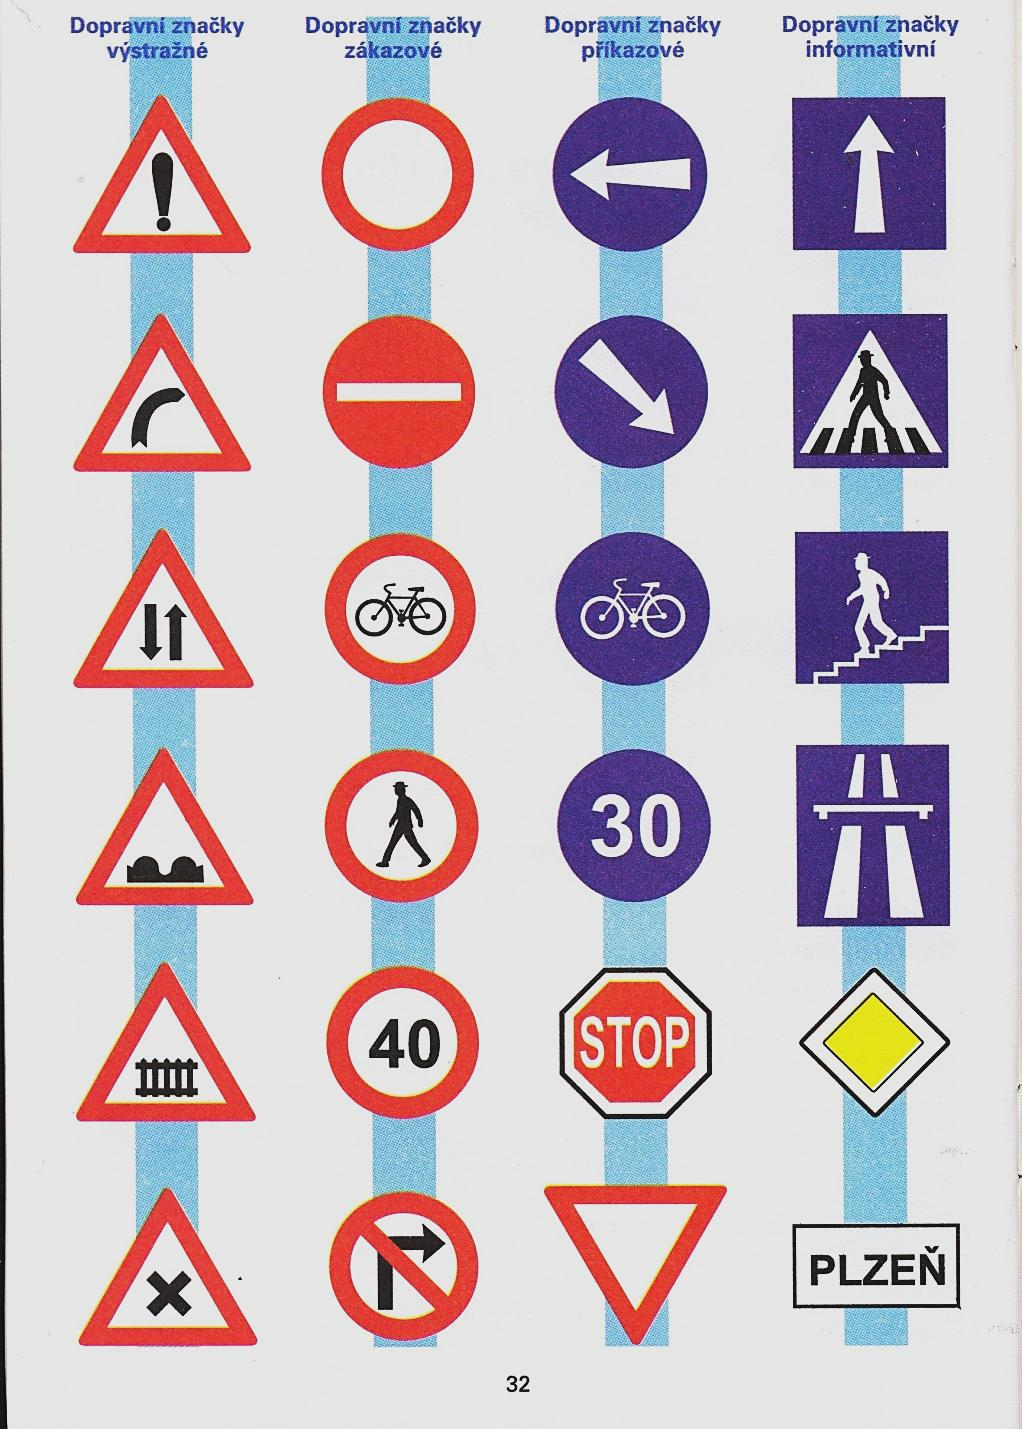 Dopravní značky
výstražné
Dopravní značky
zákazové
Dopravní značky
příkazové
Dopravní značky
informativní
30
STOP
40
PLZEŇ
32